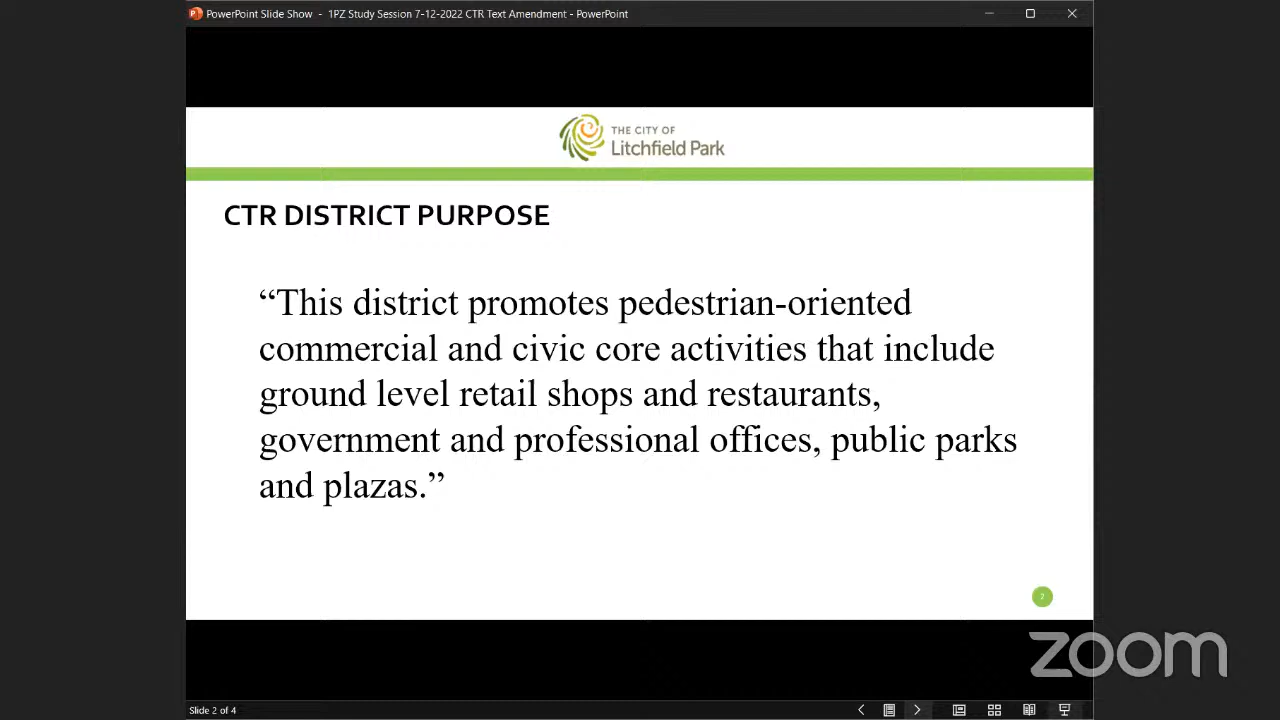 PowerPoint Slide Show - 1PZ Study Session 7-12-2022 CTR Text Amendment - PowerPoint
THE CITY OF
Litchfield Park
CTR DISTRICT PURPOSE
“This district promotes pedestrian-oriented
commercial and civic core activities that include
ground level retail shops and restaurants,
government and professional offices, public parks
and plazas.”
2
zoom
Slide 2 of 4